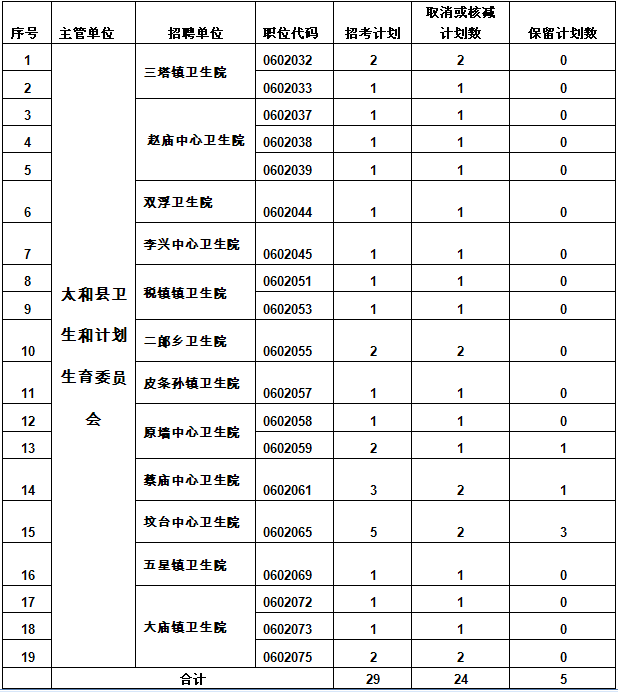 序号 主管单位 招聘单位 职位代码 招考计划 取消或核减计划数 保留计划数
1 太和县卫生和计划生育委员会 三塔镇卫生院 0602032 2 2 0
2 0602033 1 1 0
3 赵庙中心卫生院 0602037 1 1 0
4 0602038 1 1 0
5 0602039 1 1 0
6 双浮卫生院 0602044 1 1 0
7 李兴中心卫生院 0602045 1 1 0
8 税镇镇卫生院 0602051 1 1 0
9 0602053 1 1 0
10 二郎乡卫生院 0602055 2 2 0
11 皮条孙镇卫生院 0602057 1 1 0
12 原墙中心卫生院 0602058 1 1 0
13 0602059 2 1 1
14 蔡庙中心卫生院 0602061 3 2 1
15 坟台中心卫生院 0602065 5 2 3
16 五星镇卫生院 0602069 1 1 0
17 大庙镇卫生院 0602072 1 1 0
18 0602073 1 1 0
19 0602075 2 2 0
合计 29 24 5